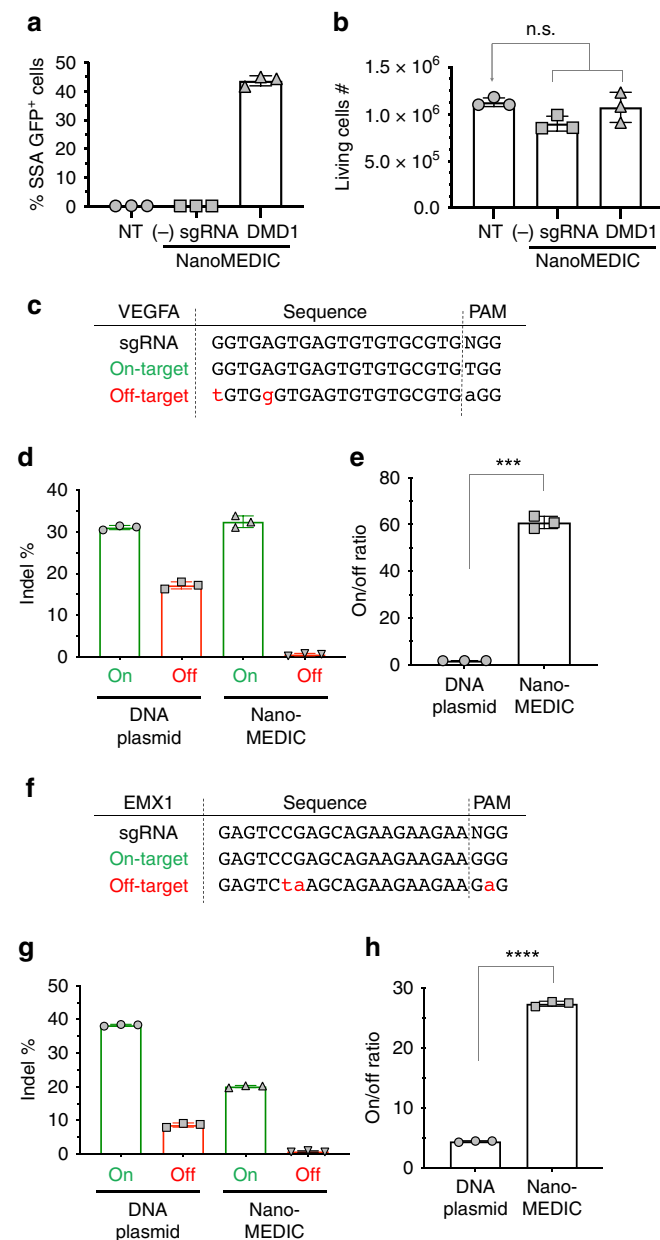 a
% SSA GFP⁺ cells
50
40
30
20
10
0
NT (–) sgRNA DMD1
NanoMEDIC
b
n.s.
Living cells #
1.5 × 10⁶
1.0 × 10⁶
5.0 × 10⁵
0.0
NT (–) sgRNA DMD1
NanoMEDIC
c
VEGFA Sequence PAM
sgRNA GGTGAGTGAGTGTGTGCGTG NGG
On-target GGTGAGTGAGTGTGTGCGTG TGG
Off-target tGTGgGTGAGTGTGTGCGTG aGG
d
Indel %
40
30
20
10
0
On Off On Off
DNA plasmid
Nano-MEDIC
e
***
On/off ratio
80
60
40
20
0
DNA plasmid
Nano-MEDIC
f
EMX1 Sequence PAM
sgRNA GAGTCCGAGCAGAAGAAGAA NGG
On-target GAGTCCGAGCAGAAGAAGAA GGG
Off-target GAGTCtaAGCAGAAGAAGAA GaG
g
Indel %
50
40
30
20
10
0
On Off On Off
DNA plasmid
Nano-MEDIC
h
****
On/off ratio
30
20
10
0
DNA plasmid
Nano-MEDIC